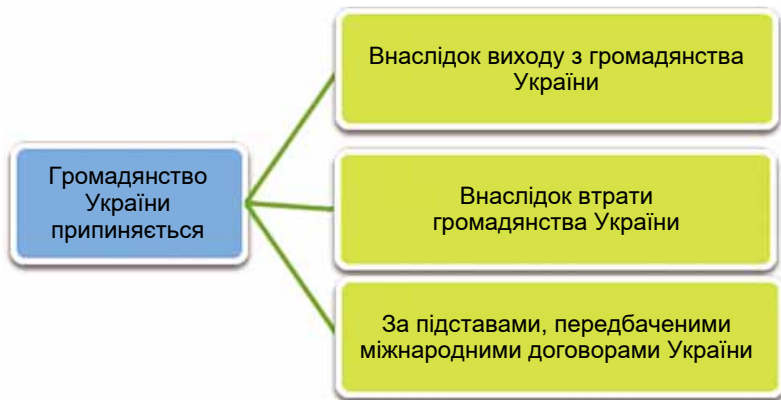 Громадянство
України
припиняється
Внаслідок виходу з громадянства
України
Внаслідок втрати
громадянства України
За підставами, передбаченими
міжнародними договорами України